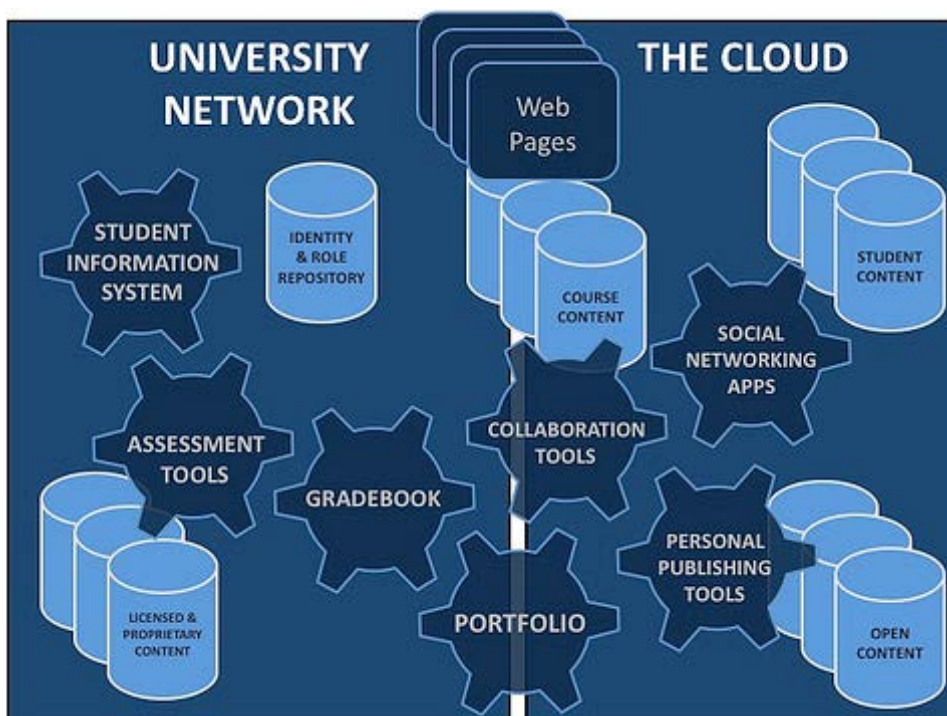 UNIVERSITY
NETWORK
THE CLOUD
Web
Pages
STUDENT
INFORMATION
SYSTEM
IDENTITY
& ROLE
REPOSITORY
COURSE
CONTENT
STUDENT
CONTENT
SOCIAL
NETWORKING
APPS
ASSESSMENT
TOOLS
GRADEBOOK
COLLABORATION
TOOLS
LICENSED &
PROPRIETARY
CONTENT
PORTFOLIO
PERSONAL
PUBLISHING
TOOLS
OPEN
CONTENT